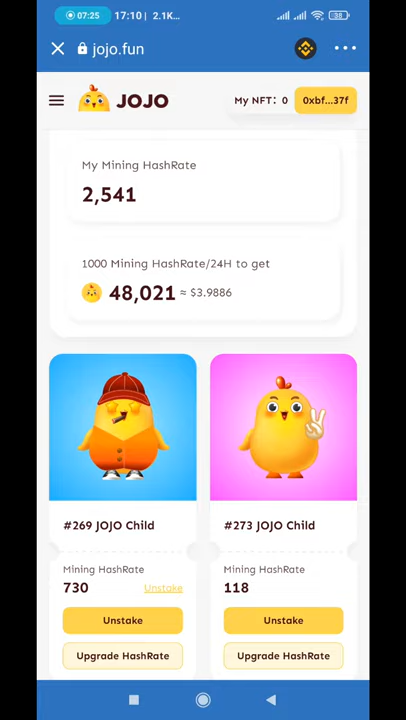 07:25 17:10 | 2.1K... 38
jojo.fun
JOJO My NFT: 0 0xbf...37f
My Mining HashRate
2,541
1000 Mining HashRate/24H to get
48,021 ≈ $3.9886
#269 JOJO Child #273 JOJO Child
Mining HashRate Mining HashRate
730 Unstake 118
Unstake Unstake
Upgrade HashRate Upgrade HashRate